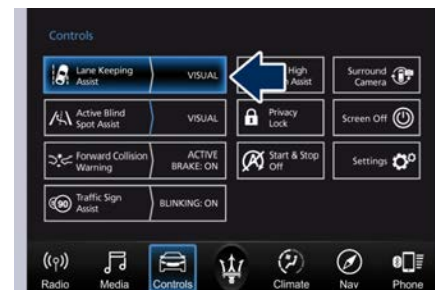 Controls
Lane Keeping
Assist
VISUAL
High
Assist
Surround
Camera
Active Blind
Spot Assist
VISUAL
Privacy
Lock
Screen Off
Forward Collision
Warning
ACTIVE
BRAKE: ON
Start & Stop
Off
Settings
90
Traffic Sign
Assist
BLINKING: ON
Radio
Media
Controls
Climate
Nav
Phone